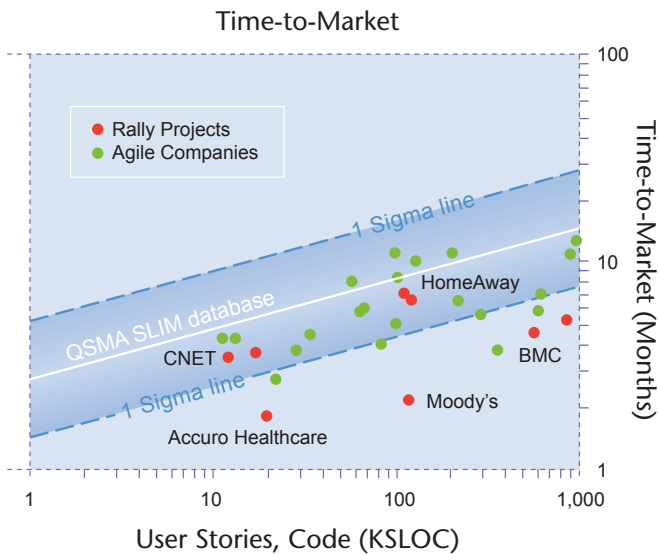 Time-to-Market
100
Rally Projects
Agile Companies
1 Sigma line
10
HomeAway
QSMA SLIM database
CNET
BMC
1 Sigma line
Moody's
Accuro Healthcare
1
1
10
100
1,000
User Stories, Code (KSLOC)
Time-to-Market (Months)